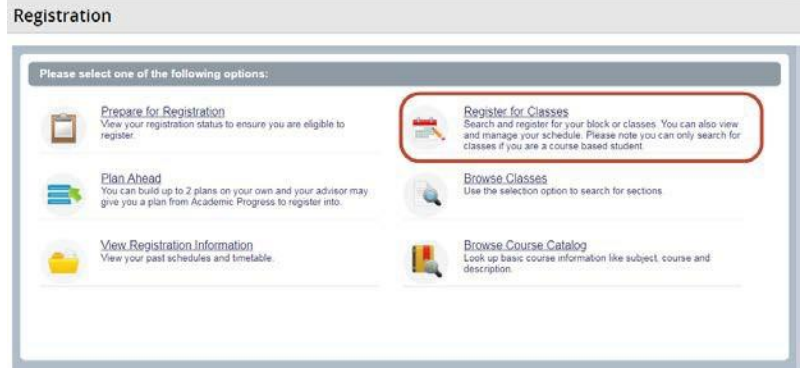 Registration
Please select one of the following options:
Prepare for Registration
View your registration status to ensure you are eligible to
register.
Register for Classes
Search and register for your block or classes. You can also view
and manage your schedule. Please note you can only search for
classes if you are a course based student.
Plan Ahead
You can build up to 2 plans on your own and your advisor may
give you a plan from Academic Progress to register into.
Browse Classes
Use the selection option to search for sections
View Registration Information
View your past schedules and timetable.
Browse Course Catalog
Look up basic course information like subject, course and
description.